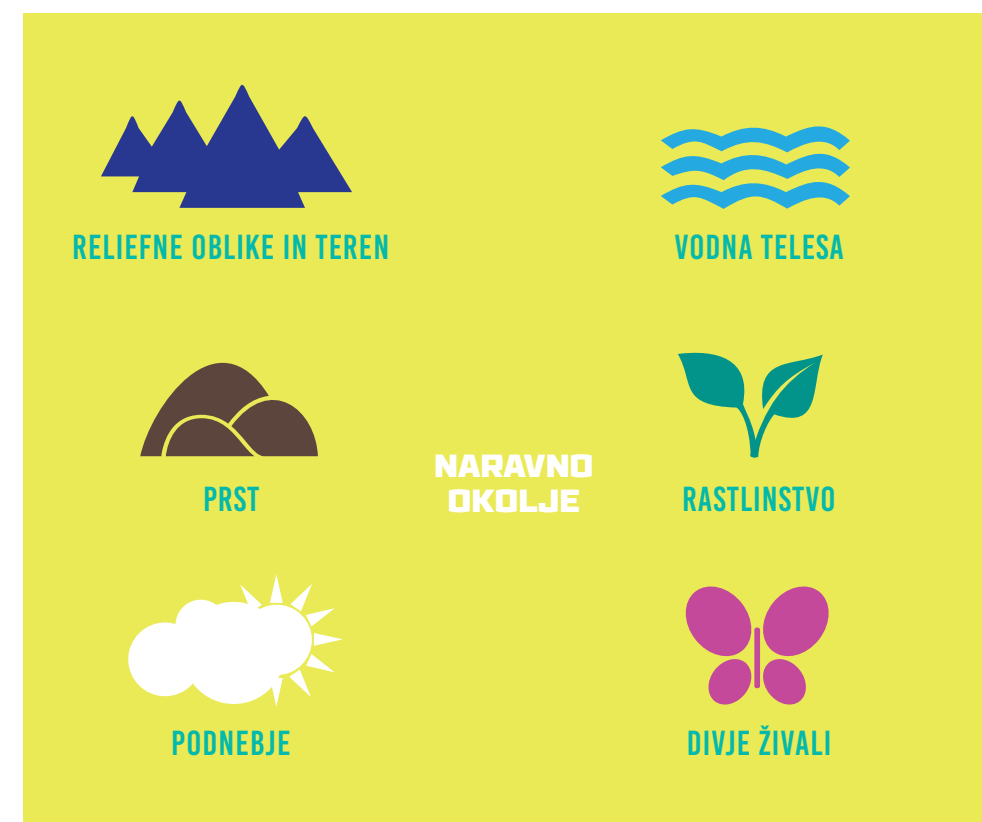 RELIEFNE OBLIKE IN TEREN
VODNA TELESA
PRST
NARAVNO
OKOLJE
RASTLINSTVO
PODNEBJE
DIVJE ŽIVALI